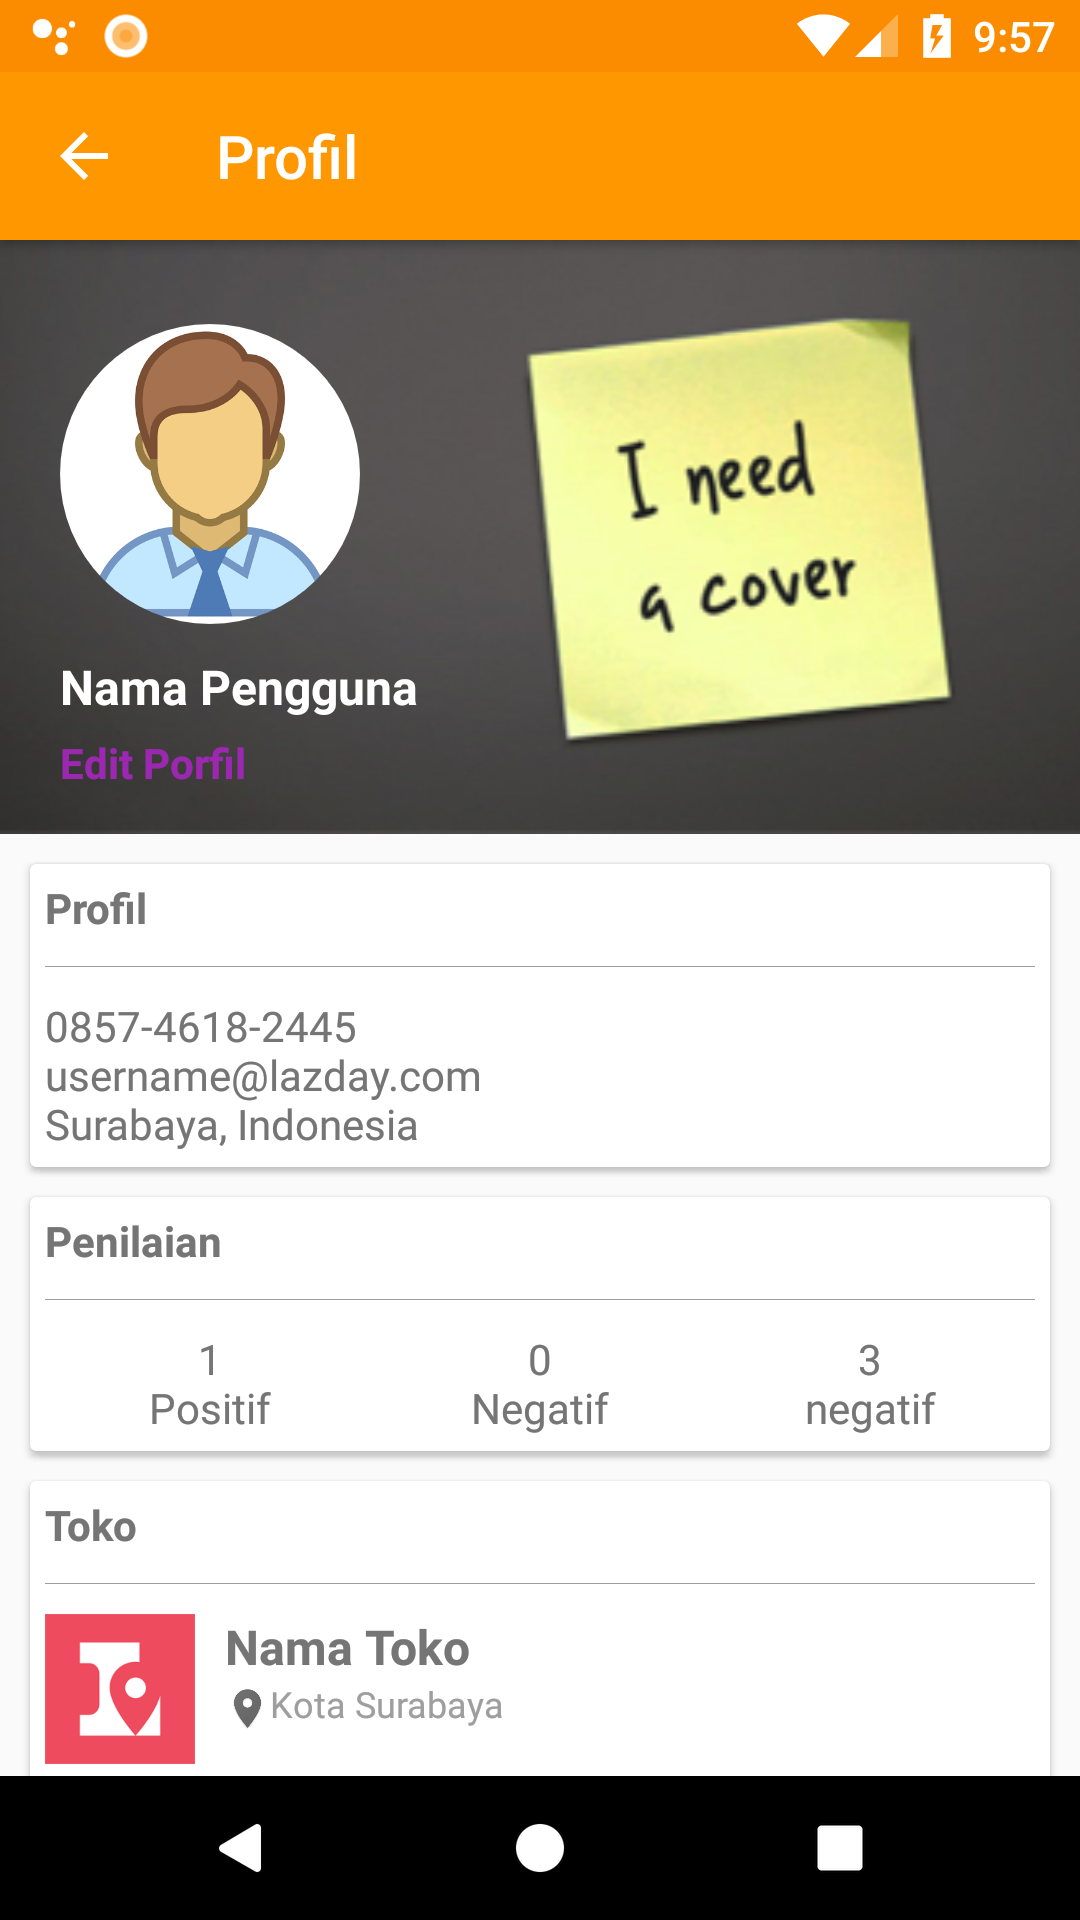 9:57
Profil
I need
a cover
Nama Pengguna
Edit Porfil
Profil
0857-4618-2445
username@lazday.com
Surabaya, Indonesia
Penilaian
1 0 3
Positif Negatif negatif
Toko
Nama Toko
Kota Surabaya